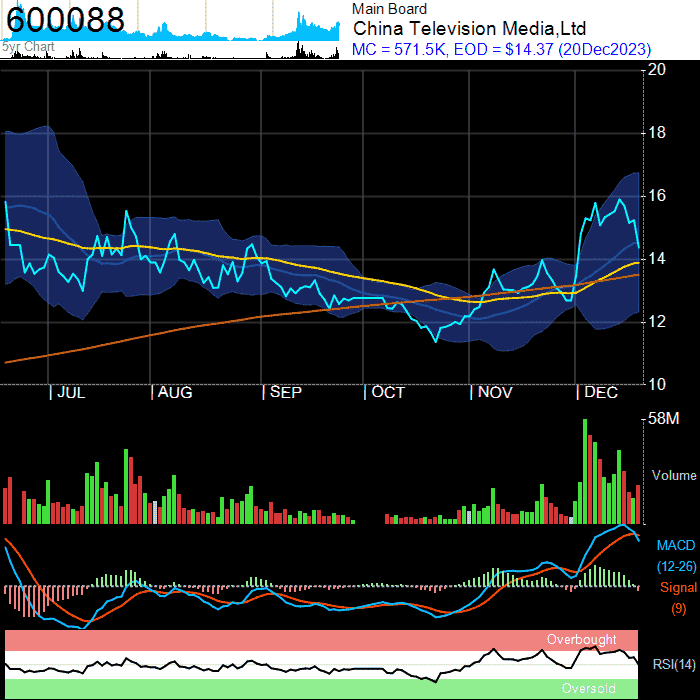 600088
5yr Chart
Main Board
China Television Media,Ltd
MC = 571.5K, EOD = $14.37 (20Dec2023)
20
18
16
14
12
10
| JUL | AUG | SEP | OCT | NOV | DEC
58M
Volume
MACD
(12-26)
Signal
(9)
Overbought
RSI(14)
Oversold